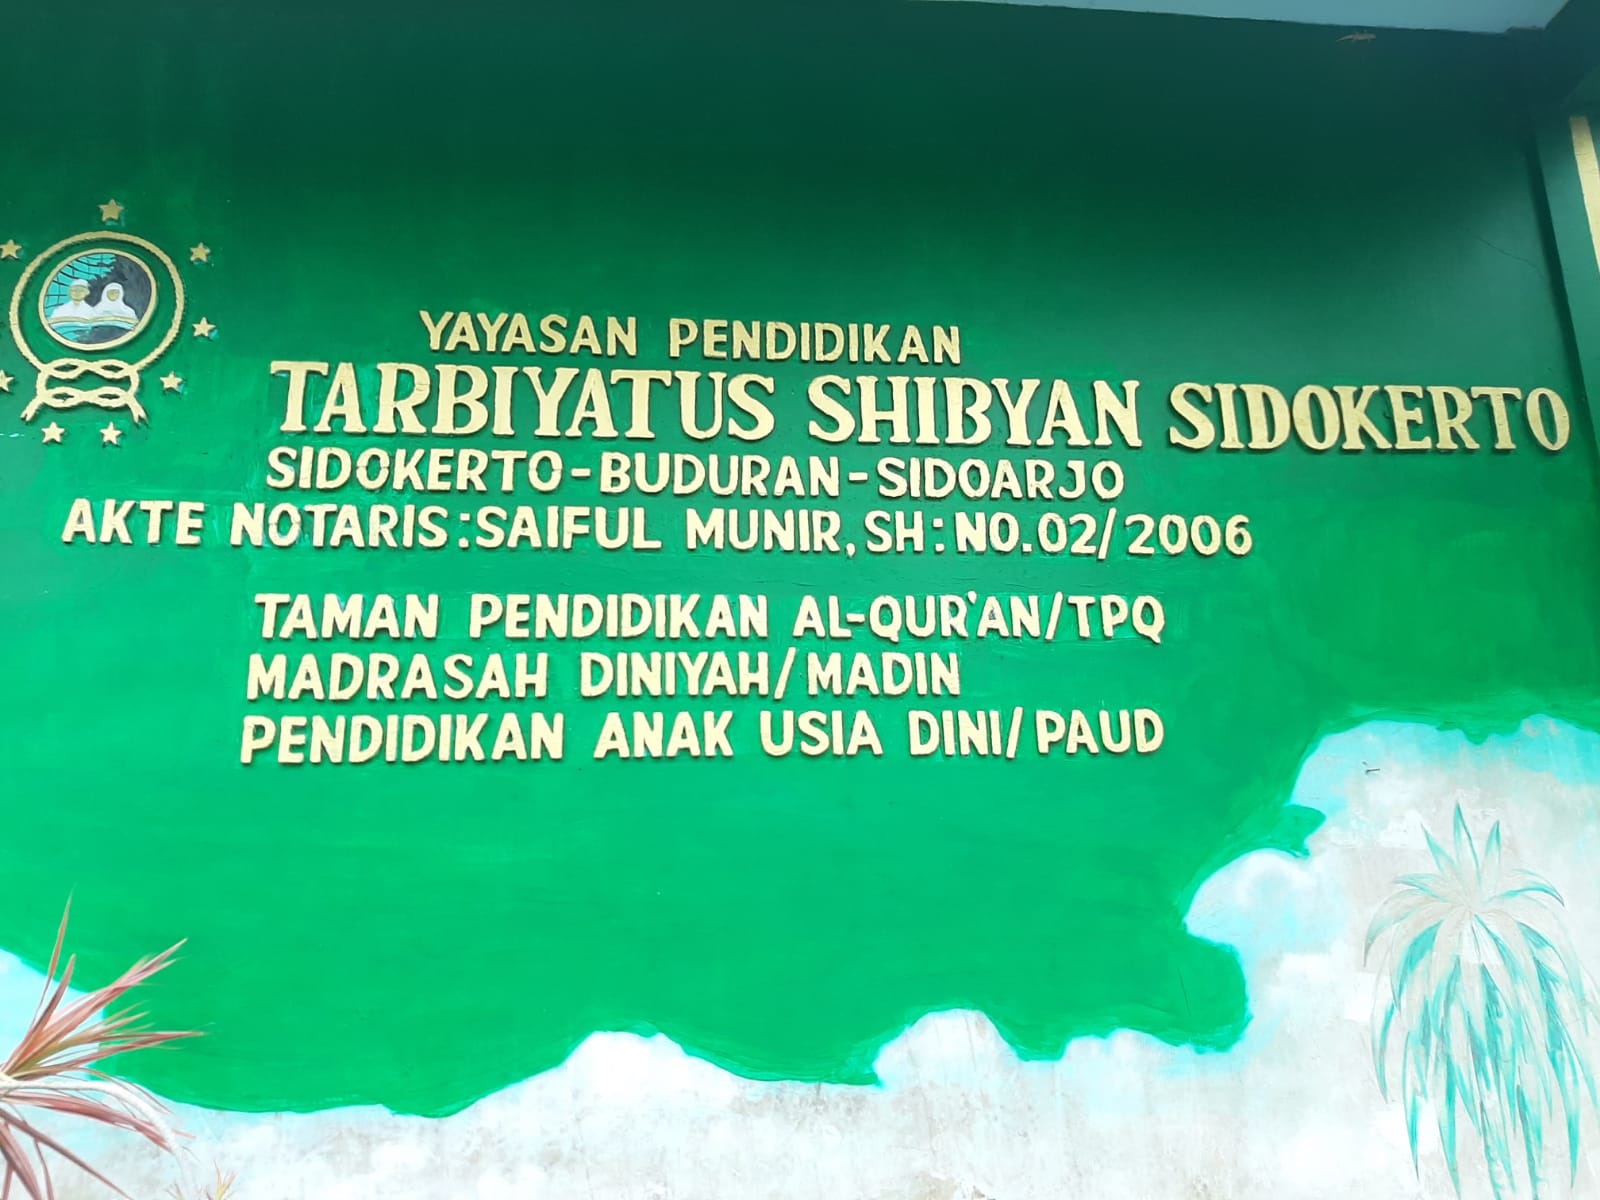 YAYASAN PENDIDIKAN
TARBIYATUS SHIBYAN SIDOKERTO
SIDOKERTO-BUDURAN-SIDOARJO
AKTE NOTARIS:SAIFUL MUNIR, SH: NO. 02/2006
TAMAN PENDIDIKAN AL-QUR'AN/TPQ
MADRASAH DINIYAH/MADIN
PENDIDIKAN ANAK USIA DINI/PAUD